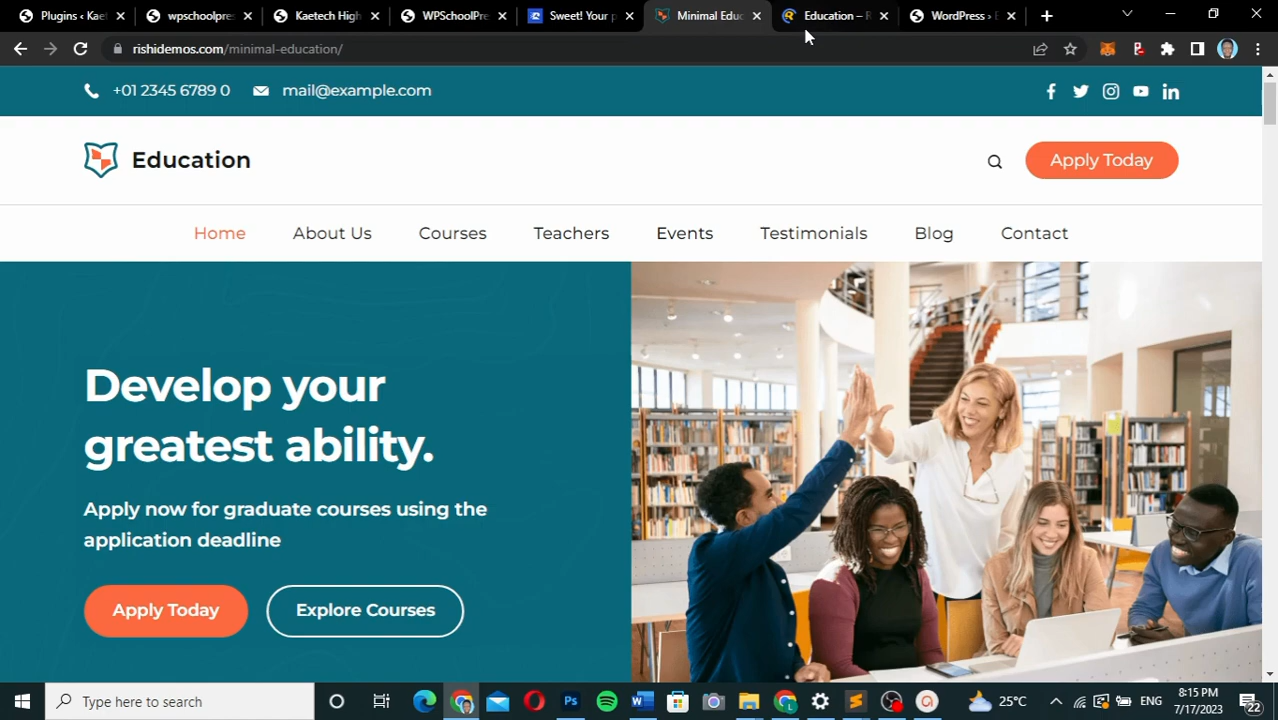 Plugins ‹ Kae
wpschoolpre
Kaetech High
WPSchoolPre
Sweet! Your p
Minimal Edu
Education – R
WordPress › E
rishidemos.com/minimal-education/
+01 2345 6789 0
mail@example.com
Education
Apply Today
Home
About Us
Courses
Teachers
Events
Testimonials
Blog
Contact
Develop your
greatest ability.
Apply now for graduate courses using the
application deadline
Apply Today
Explore Courses
Type here to search
25°C
ENG
8:15 PM
7/17/2023
22